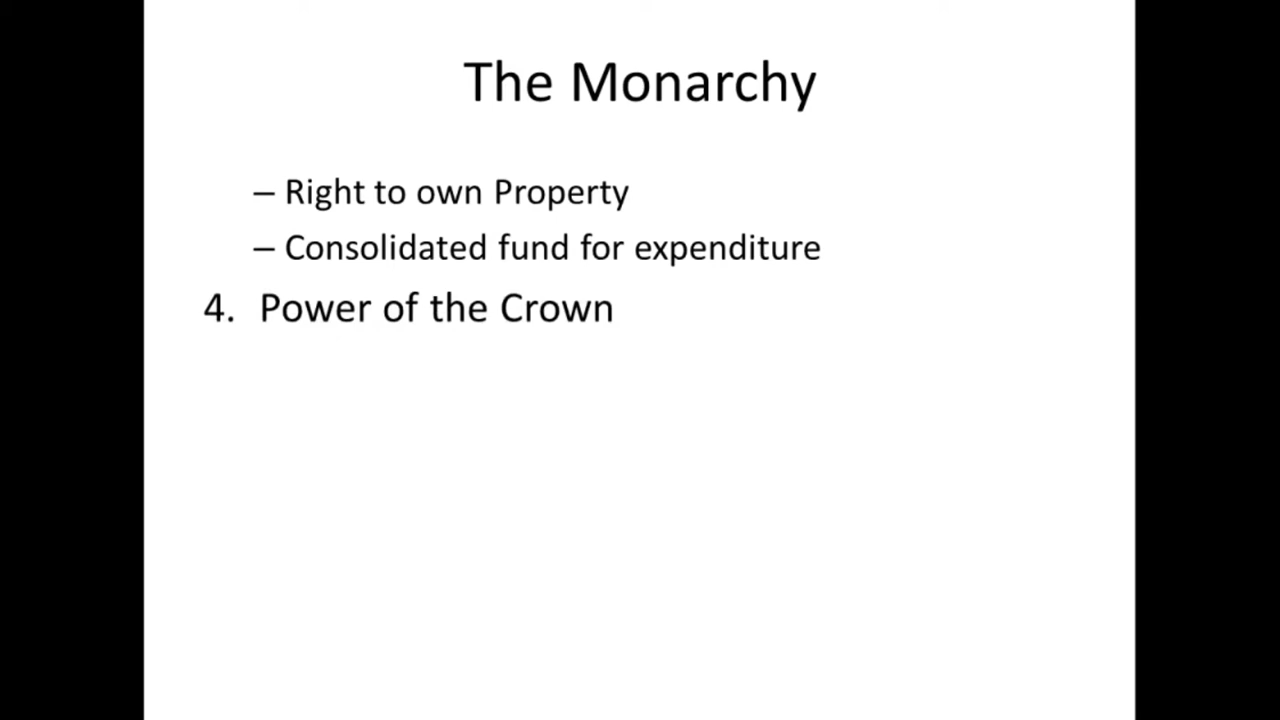 The Monarchy
– Right to own Property
– Consolidated fund for expenditure
4. Power of the Crown